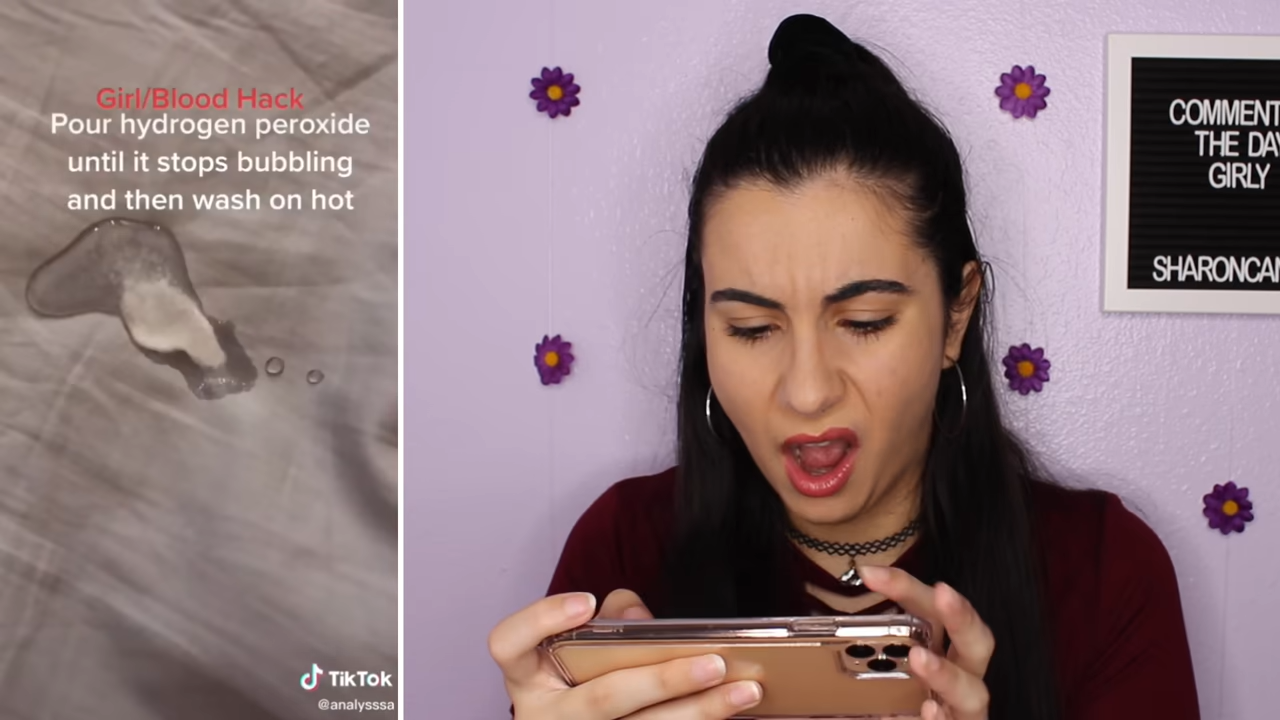 Girl/Blood Hack
Pour hydrogen peroxide
until it stops bubbling
and then wash on hot
TikTok
@analysssa
COMMENT
THE DAY
GIRLY
SHARONCAN